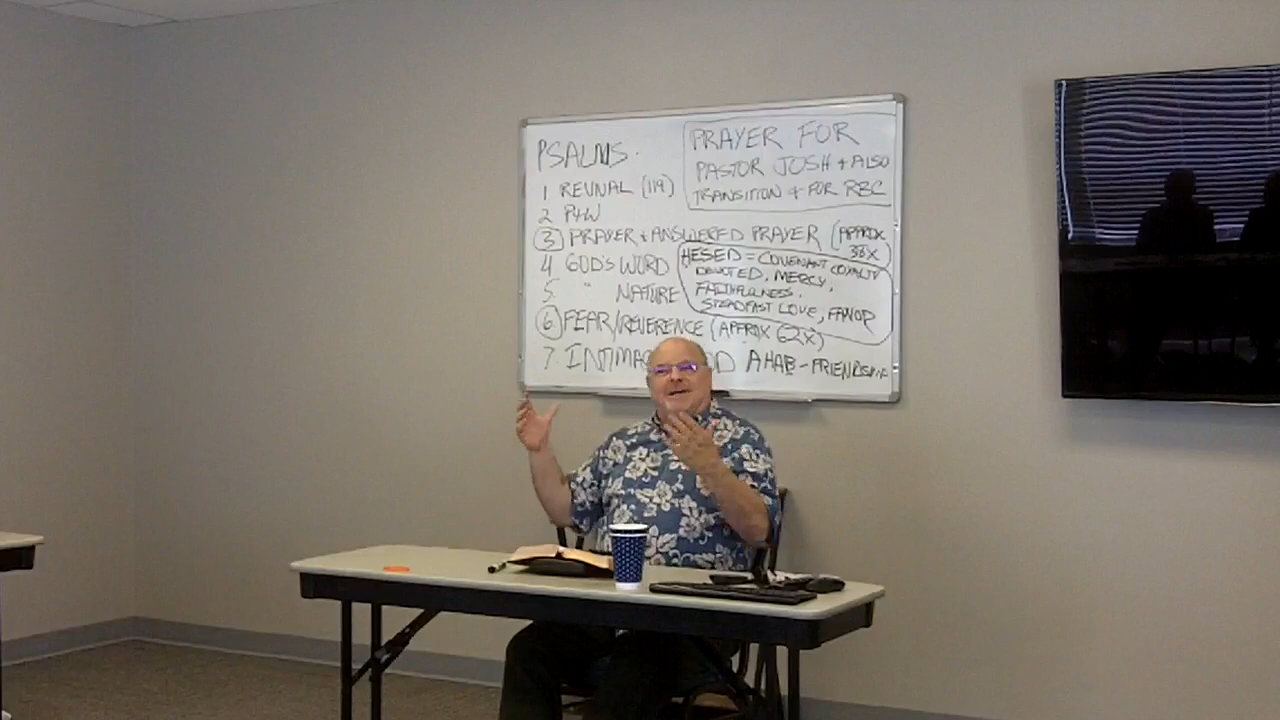 PSALMS.
1 REVIVAL (119)
2 P+W
3 PRAYER + ANSWERED PRAYER (APPROX 38X
4 GOD'S WORD
5. " NATURE
6 FEAR/REVERENCE (APPROX 62X)
7 INTIMAC OD AHAB - FRIENDSHIP
PRAYER FOR
PASTOR JOSH + ALSO
TRANSITION + FOR RBC
HESED = COVENANT LOYALTY
DEVOTED, MERCY,
FAITHFULNESS,
STEADFAST LOVE, FAVOR